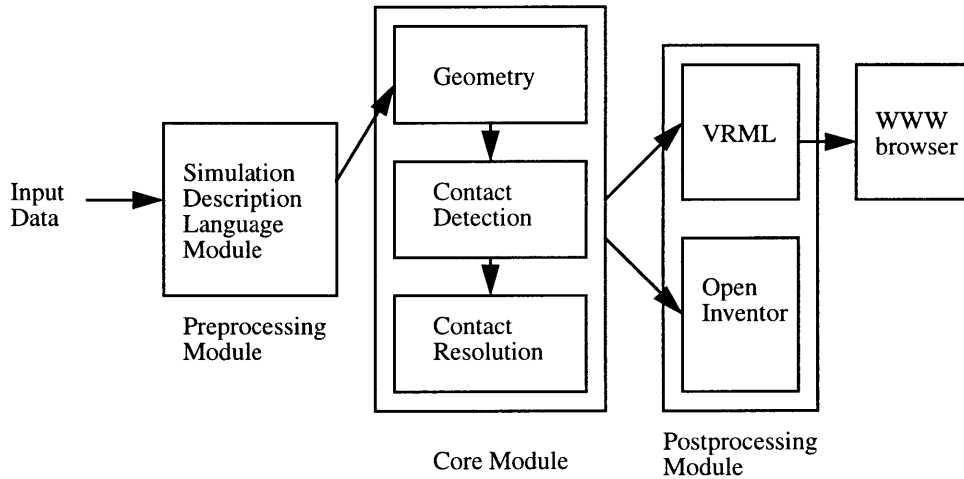 Input
Data
Simulation
Description
Language
Module
Preprocessing
Module
Geometry
Contact
Detection
Contact
Resolution
Core Module
VRML
Open
Inventor
Postprocessing
Module
WWW
browser